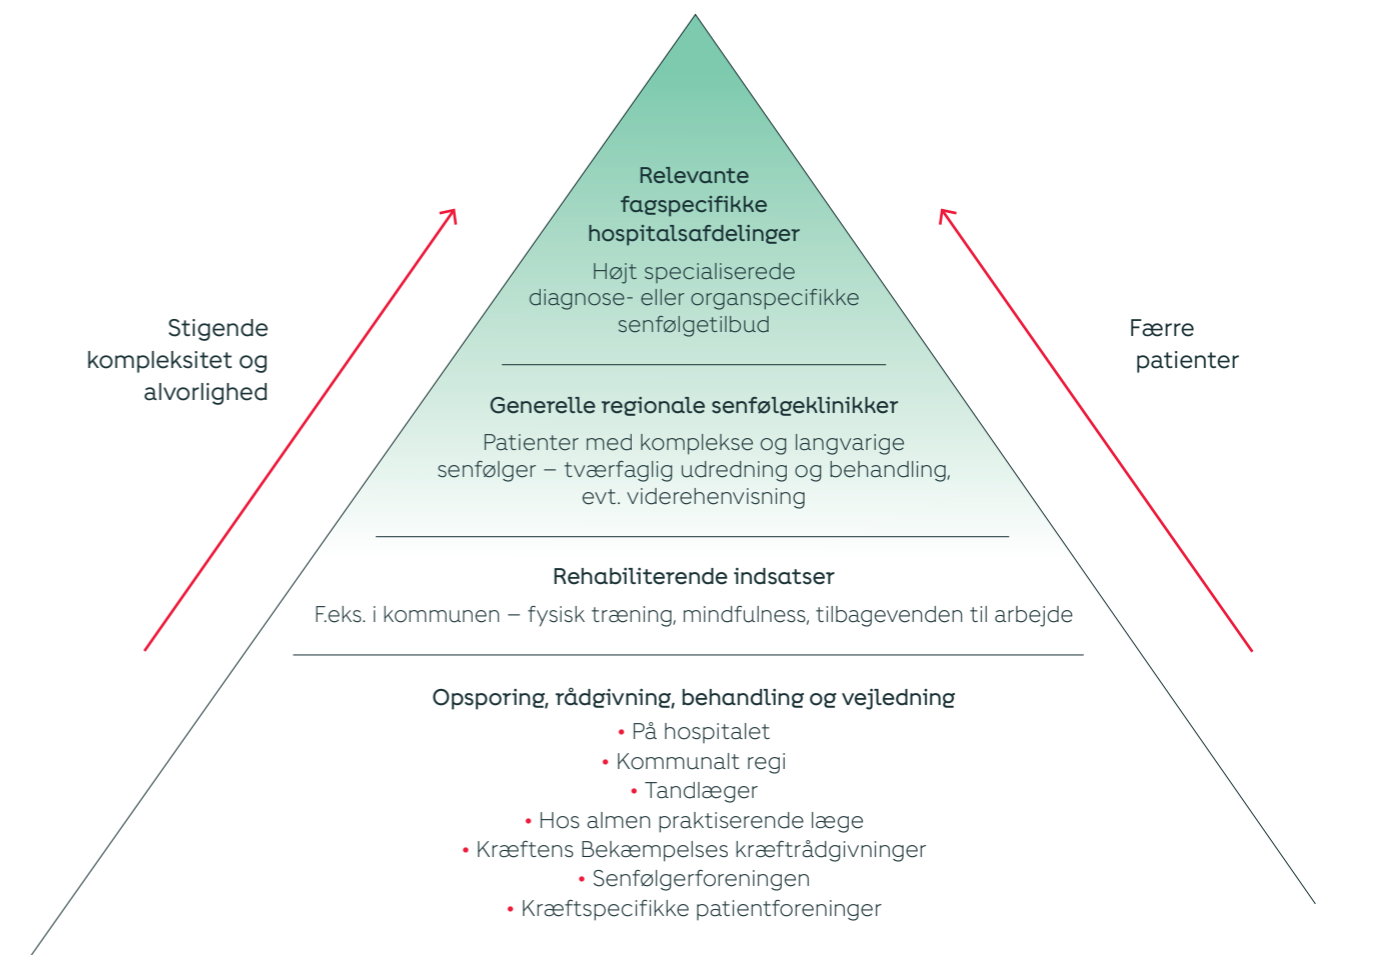 Relevante
fagspecifikke
hospitalsafdelinger
Højt specialiserede
diagnose- eller organspecifikke
senfølgetilbud
Stigende
kompleksitet og
alvorlighed
Færre
patienter
Generelle regionale senfølgeklinikker
Patienter med komplekse og langvarige
senfølger – tværfaglig udredning og behandling,
evt. viderehenvisning
Rehabiliterende indsatser
F.eks. i kommunen – fysisk træning, mindfulness, tilbagevenden til arbejde
Opsporing, rådgivning, behandling og vejledning
• På hospitalet
• Kommunalt regi
• Tandlæger
• Hos almen praktiserende læge
• Kræftens Bekæmpelses kræftrådgivninger
• Senfølgerforeningen
• Kræftspecifikke patientforeninger